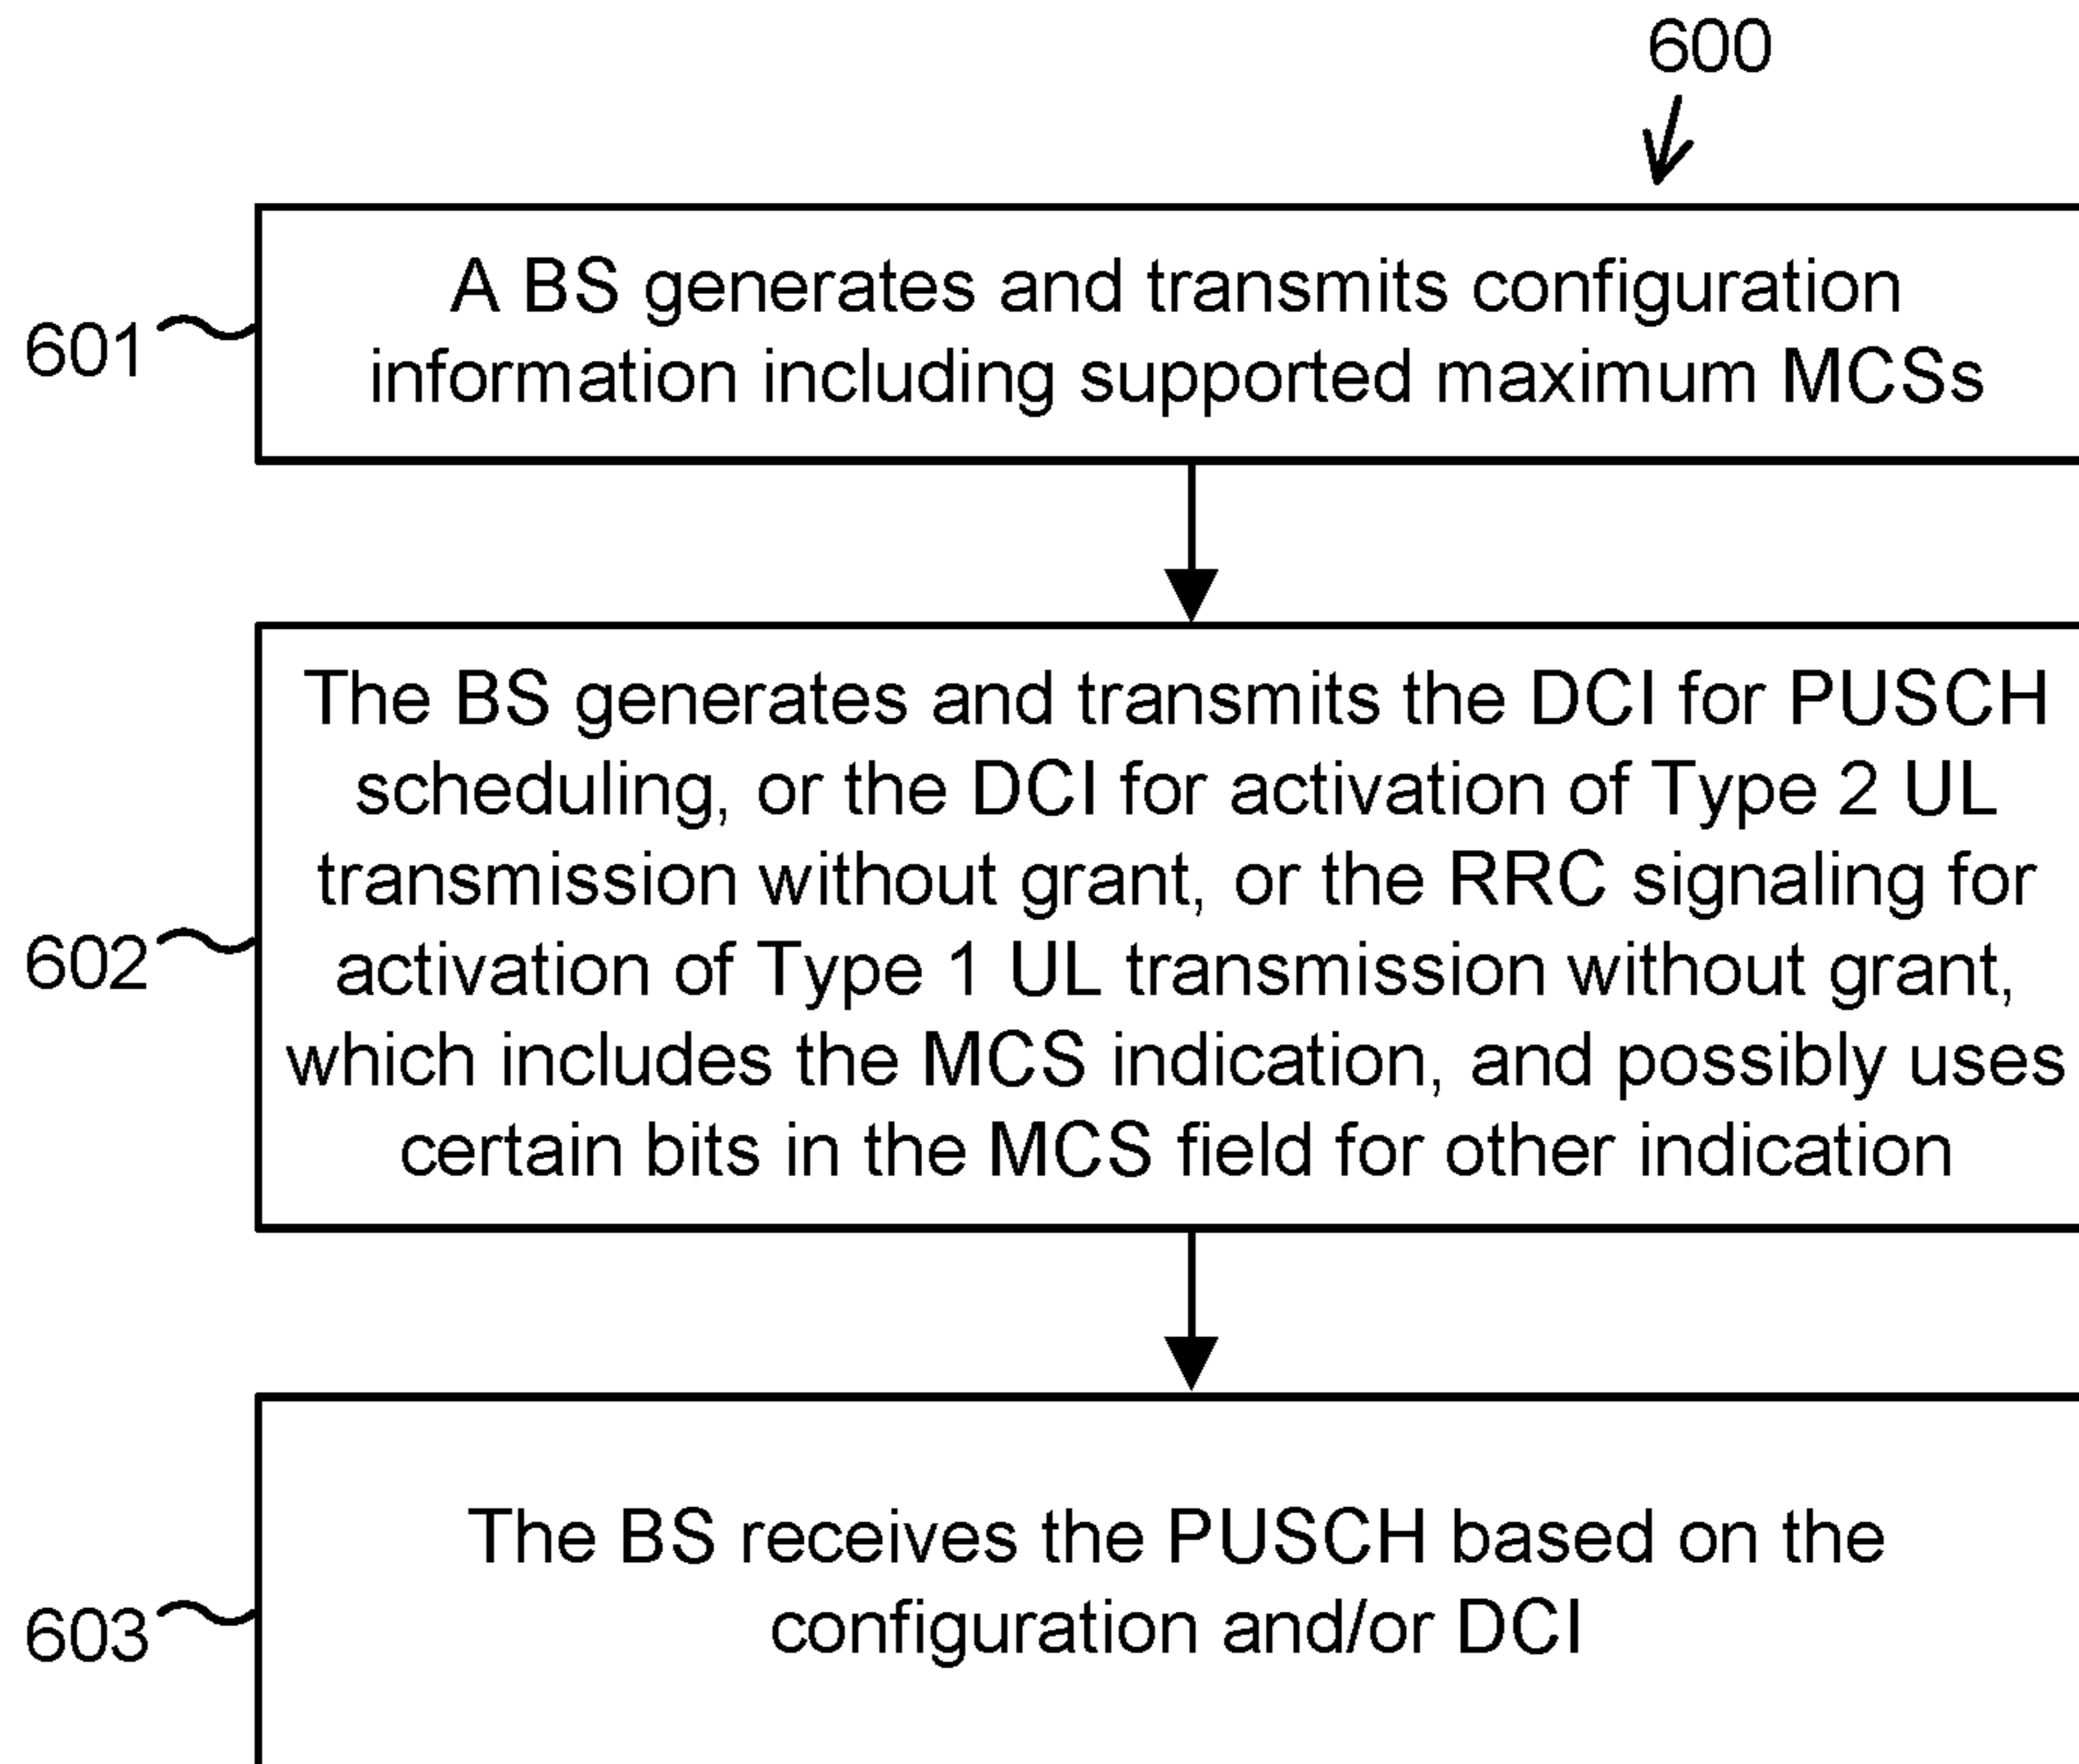 600
601
A BS generates and transmits configuration
information including supported maximum MCSs
602
The BS generates and transmits the DCI for PUSCH
scheduling, or the DCI for activation of Type 2 UL
transmission without grant, or the RRC signaling for
activation of Type 1 UL transmission without grant,
which includes the MCS indication, and possibly uses
certain bits in the MCS field for other indication
603
The BS receives the PUSCH based on the
configuration and/or DCI